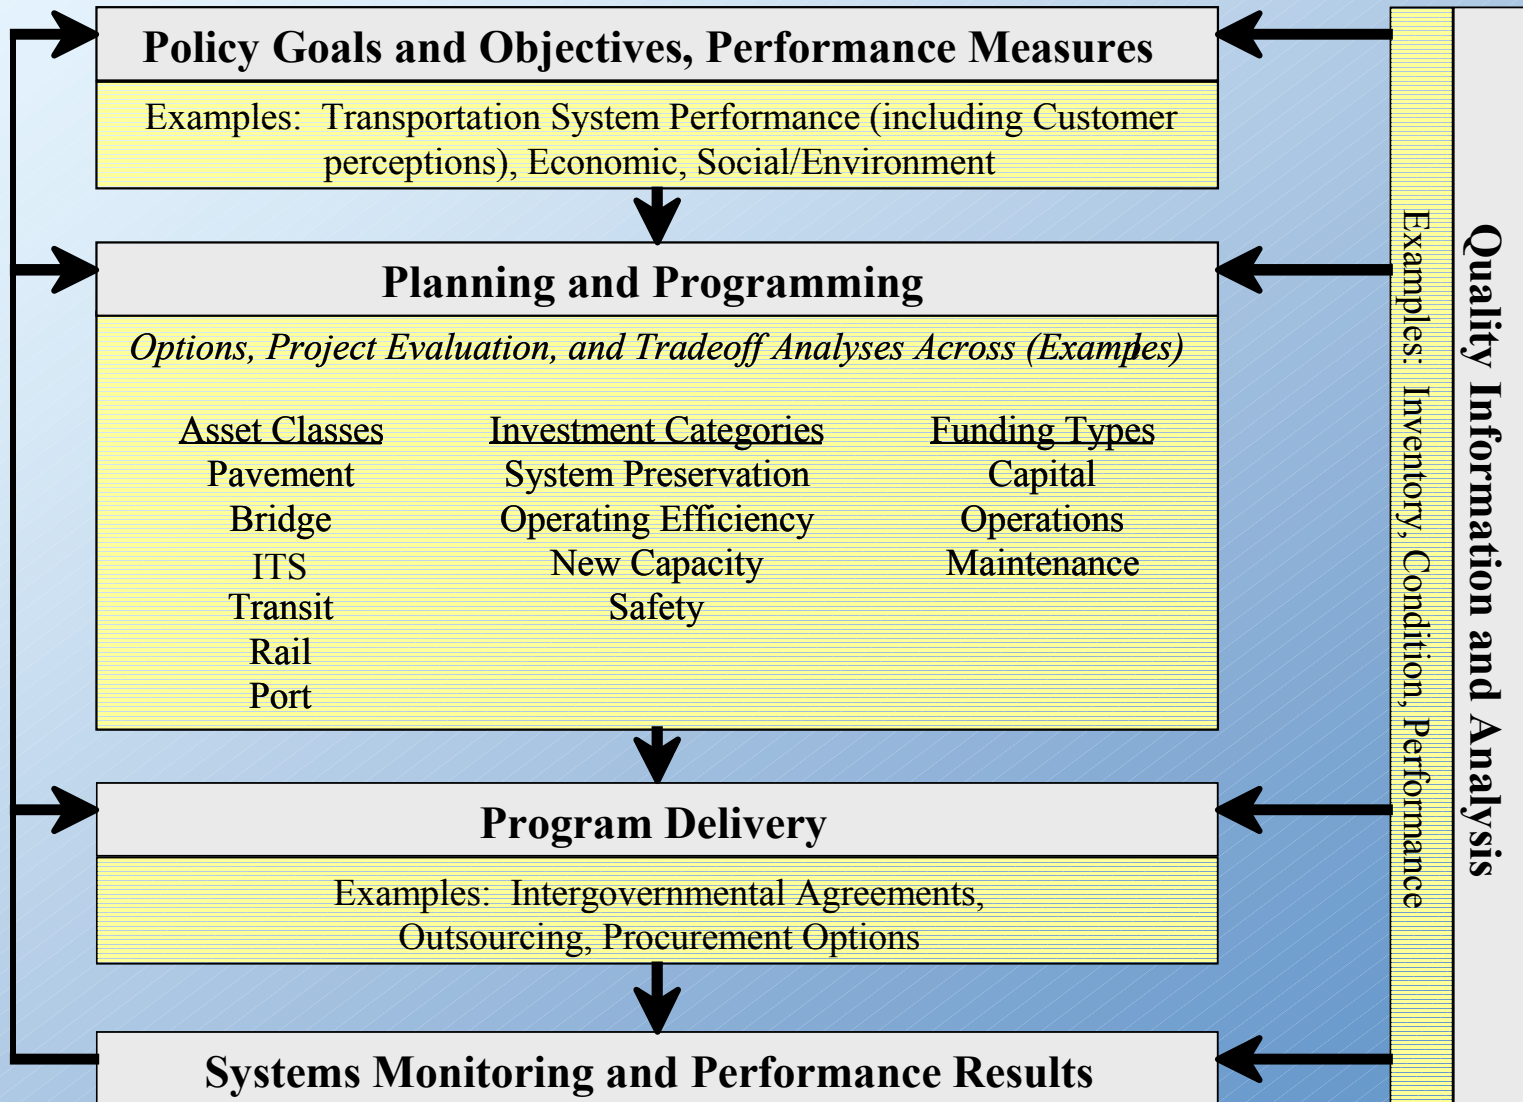 Policy Goals and Objectives, Performance Measures
Examples: Transportation System Performance (including Customer
perceptions), Economic, Social/Environment
Planning and Programming
Options, Project Evaluation, and Tradeoff Analyses Across (Examples)
Asset Classes
Pavement
Bridge
ITS
Transit
Rail
Port
Investment Categories
System Preservation
Operating Efficiency
New Capacity
Safety
Funding Types
Capital
Operations
Maintenance
Program Delivery
Examples: Intergovernmental Agreements,
Outsourcing, Procurement Options
Systems Monitoring and Performance Results
Quality Information and Analysis
Examples: Inventory, Condition, Performance